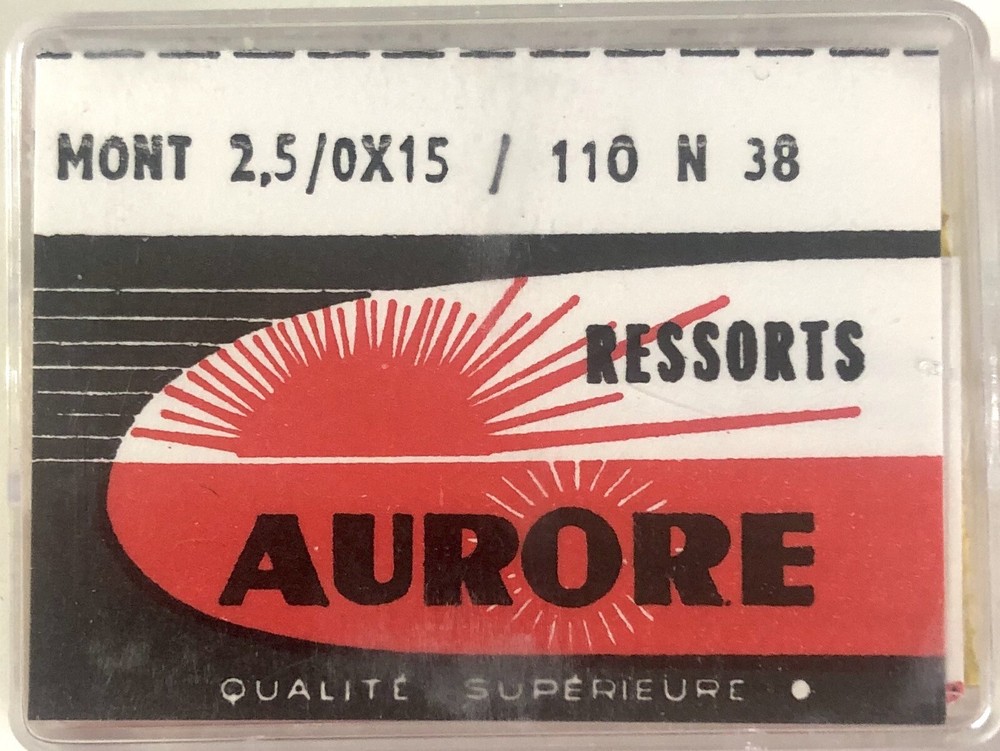 MONT 2,5/0X15 / 110 N 38
RESSORTS
AURORE
QUALITÉ SUPÉRIEURE